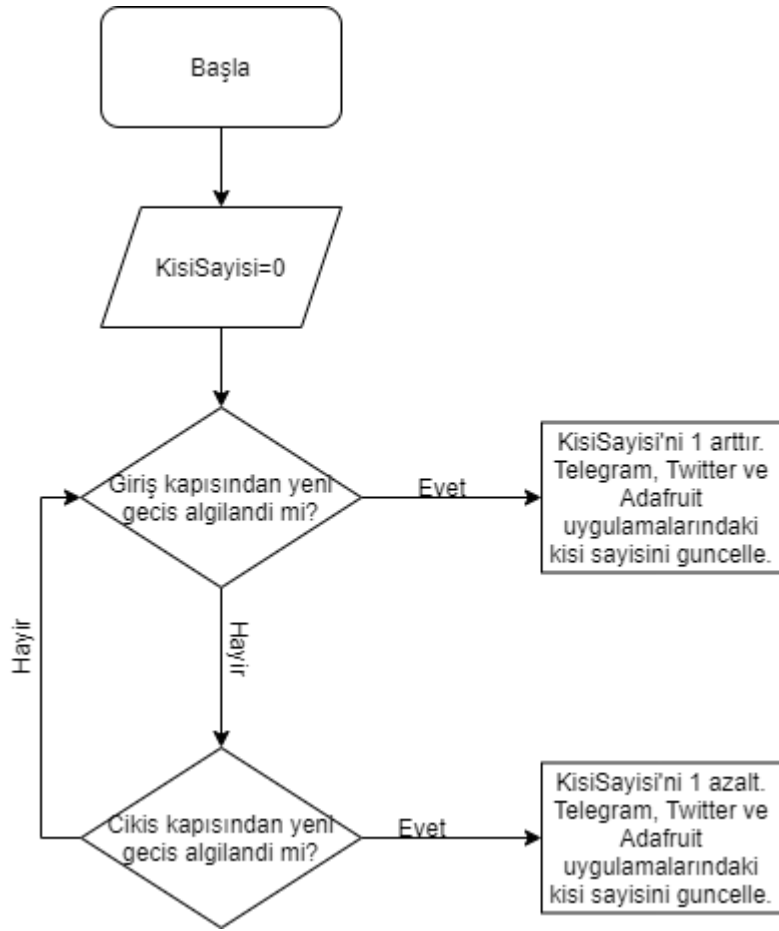 Başla
KisiSayisi=0
Giriş kapısından yeni
gecis algilandi mi?
Evet
KisiSayisi'ni 1 arttır.
Telegram, Twitter ve
Adafruit
uygulamalarındaki
kisi sayisini guncelle.
Hayir
Hayir
Cikis kapısından yeni
gecis algilandi mi?
Evet
KisiSayisi'ni 1 azalt.
Telegram, Twitter ve
Adafruit
uygulamalarındaki
kisi sayisini guncelle.